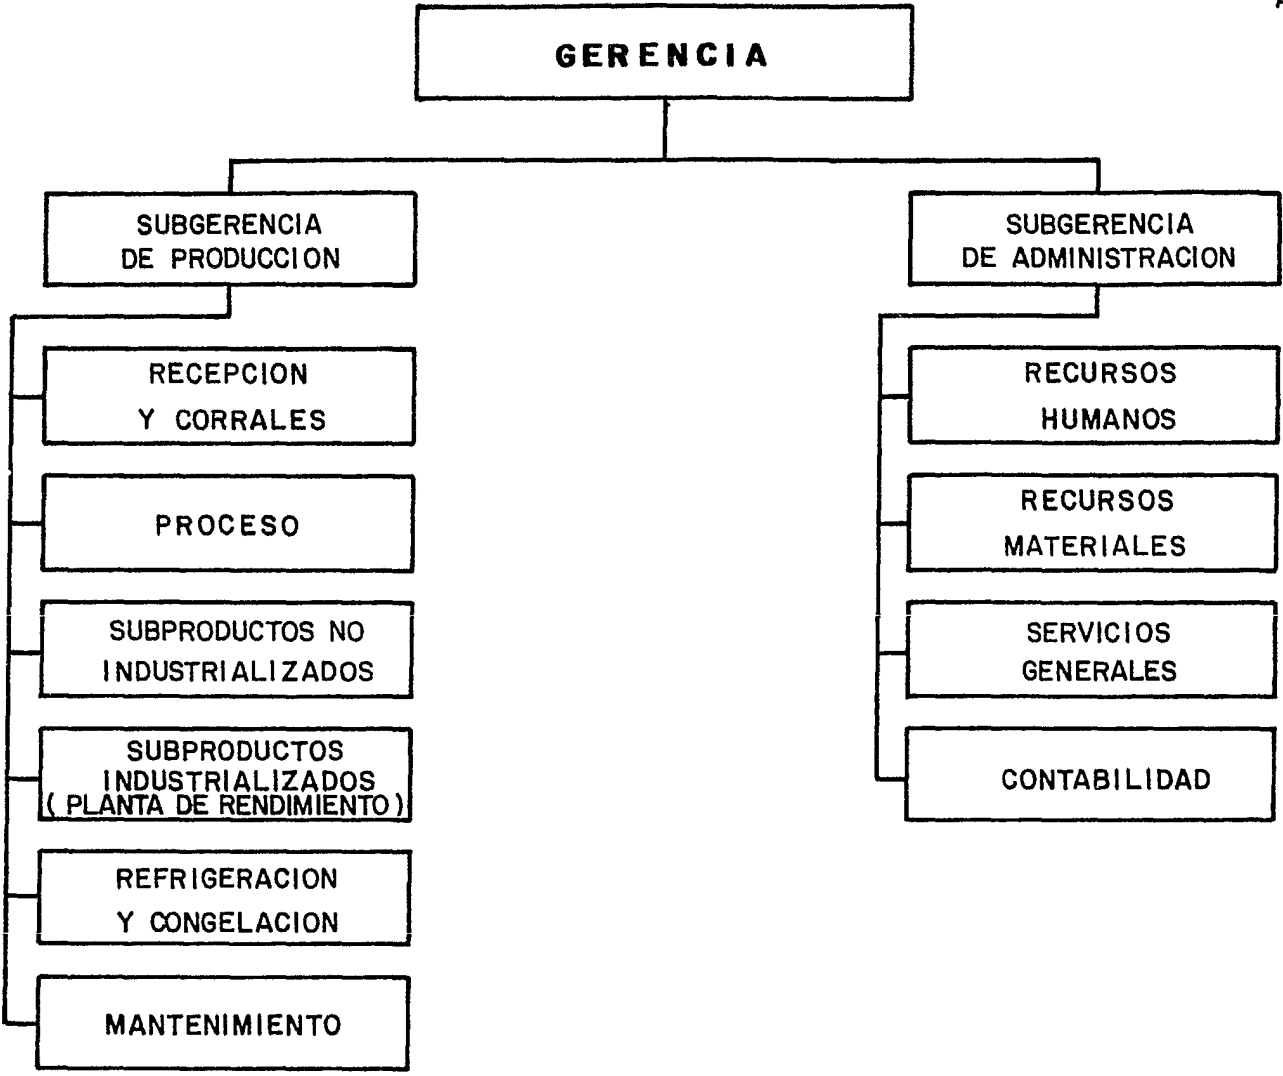 GERENCIA
SUBGERENCIA
DE PRODUCCION
RECEPCION
Y CORRALES
PROCESO
SUBPRODUCTOS NO
INDUSTRIALIZADOS
SUBPRODUCTOS
INDUSTRIALIZADOS
( PLANTA DE RENDIMIENTO )
REFRIGERACION
Y CONGELACION
MANTENIMIENTO
SUBGERENCIA
DE ADMINISTRACION
RECURSOS
HUMANOS
RECURSOS
MATERIALES
SERVICIOS
GENERALES
CONTABILIDAD